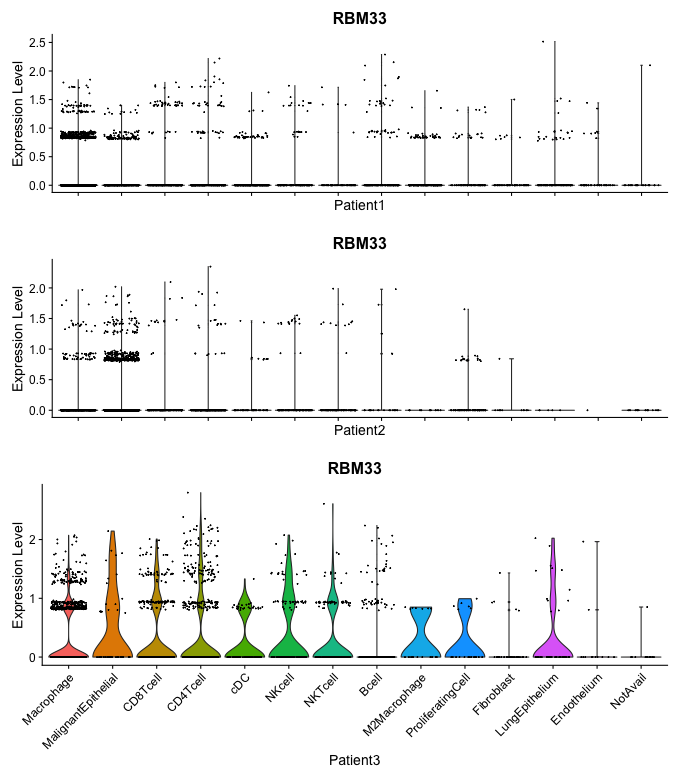 RBM33
Expression Level
2.5
2.0
1.5
1.0
0.5
0.0
Patient1
RBM33
Expression Level
2.0
1.5
1.0
0.5
0.0
Patient2
RBM33
Expression Level
2
1
0
Macrophage
MalignantEpithelial
CD8Tcell
CD4Tcell
cDC
NKcell
NKTcell
Bcell
M2Macrophage
ProliferatingCell
Fibroblast
LungEpithelium
Endothelium
NotAvail
Patient3